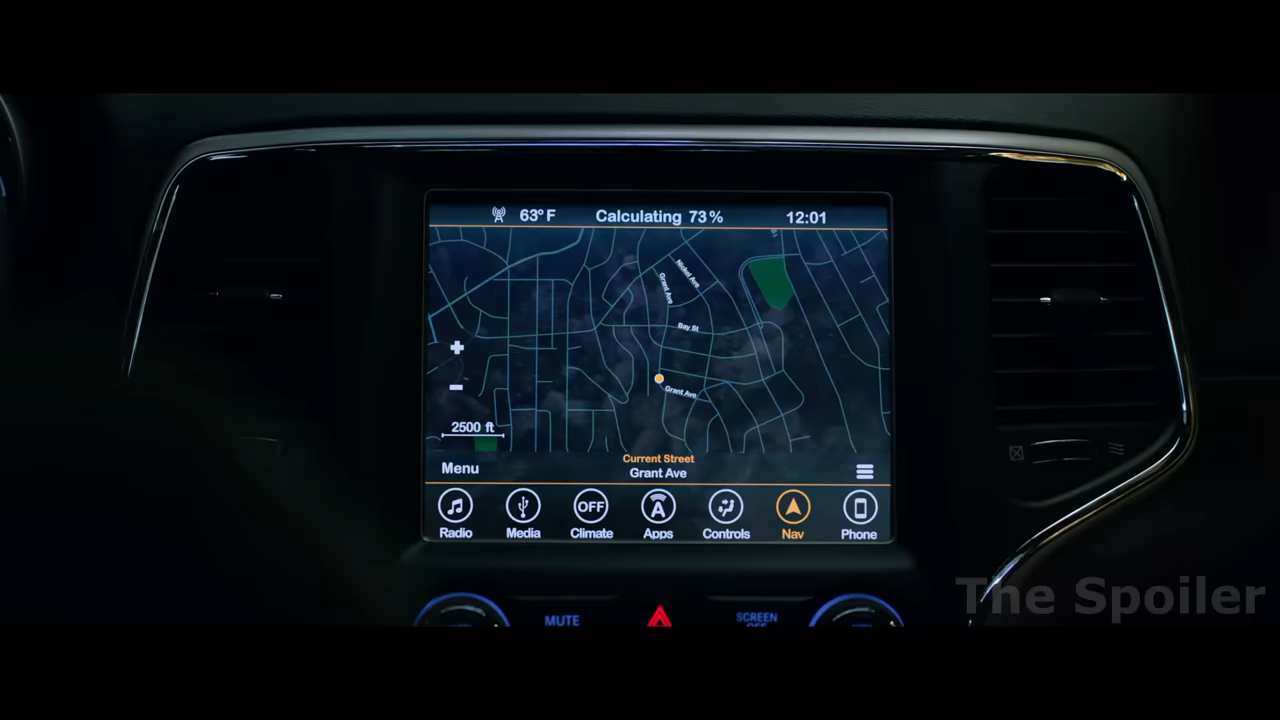 63° F Calculating 73% 12:01
Nickel Ave
Grant Ave
Bay St
Grant Ave
2500 ft
Current Street
Menu Grant Ave
OFF A
Radio Media Climate Apps Controls Nav Phone
MUTE SCREEN
OFF
The Spoiler